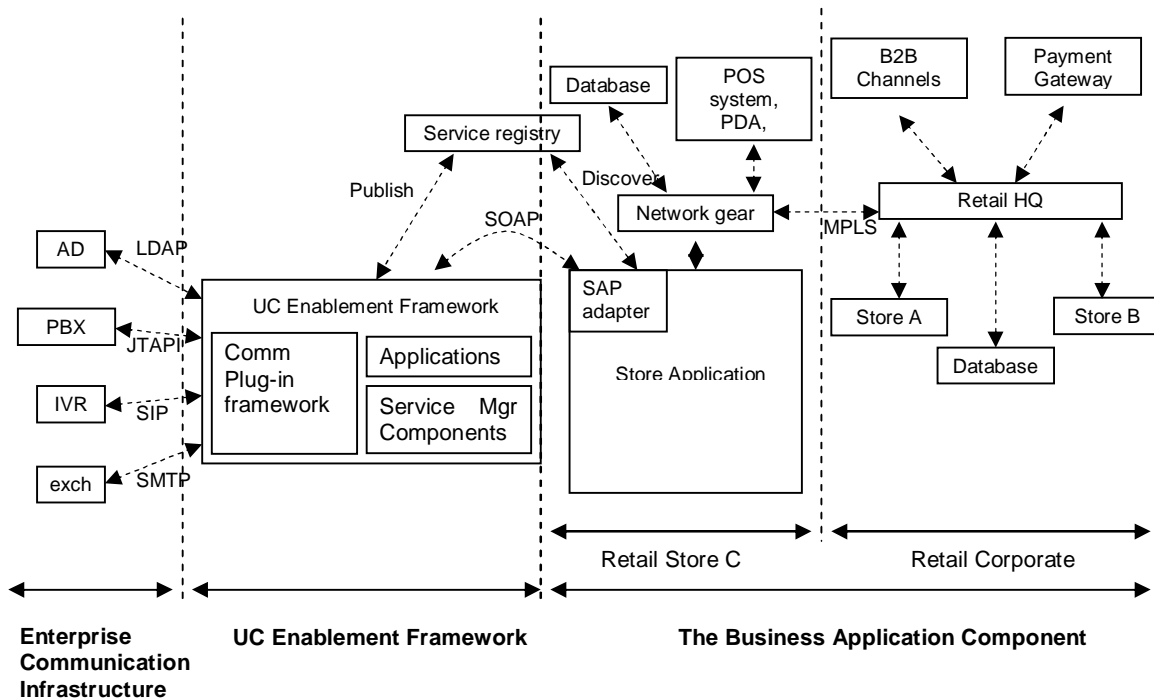 B2B
Channels
Payment
Gateway
Database
POS
system,
PDA,
Service registry
Publish
Discover
SOAP
Network gear
MPLS
Retail HQ
AD
LDAP
PBX
JTAPI
IVR
SIP
exch
SMTP
UC Enablement Framework
Comm
Plug-in
framework
Applications
Service Mgr
Components
SAP
adapter
Store Application
Store A
Store B
Database
Retail Store C
Retail Corporate
Enterprise
Communication
Infrastructure
UC Enablement Framework
The Business Application Component